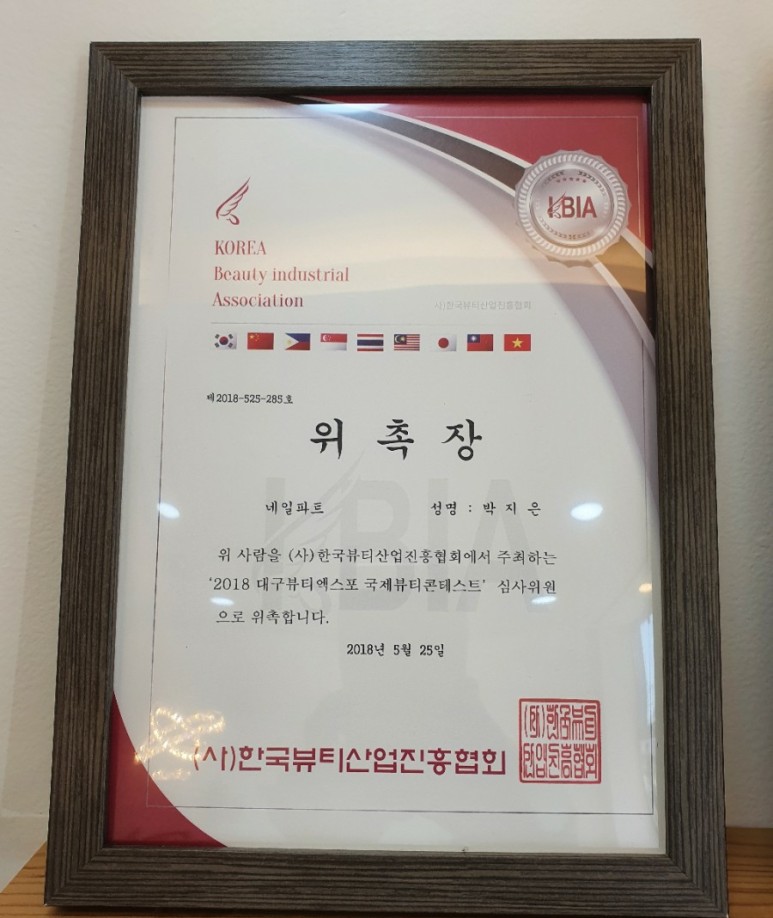 KBIA
KOREA
Beauty industrial
Association
사)한국뷰티산업진흥협회
제2018-525-285호
위 촉 장
네일파트 성명 : 박 지 은
위 사람을 (사)한국뷰티산업진흥협회에서 주최하는
'2018 대구뷰티엑스포 국제뷰티콘테스트' 심사위원
으로 위촉합니다.
2018년 5월 25일
(사)한국뷰티산업진흥협회